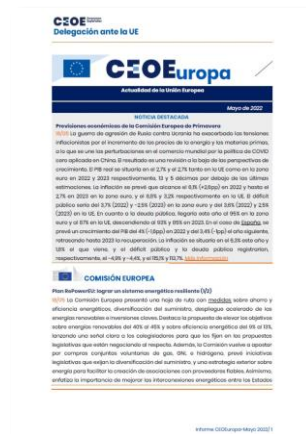 CEOE
Delegación ante la UE
CEOEuropa
Actualidad de la Unión Europea
Mayo de 2022
NOTICIA DESTACADA
Previsiones económicas de la Comisión Europea de Primavera
16/05 La guerra de agresión de Rusia contra Ucrania ha exacerbado las tensiones
inflacionistas por el incremento de los precios de la energía y las materias primas,
a lo que se une las perturbaciones en el comercio mundial por la política de COVID
cero aplicada en China. El resultado es una revisión a la baja de las perspectivas de
crecimiento. El PIB real se situaría en el 2,7% y el 2,7% tanto en la UE como en la zona
euro en 2022 y 2023 respectivamente, 13 y 5 décimas por debajo de las últimas
estimaciones. La inflación se prevé que alcance el 6,1% (+2,6pp) en 2022 y hasta el
2,7% en 2023 en la zona euro, y el 6,8% y 3,2% respectivamente en la UE. El déficit
público sería del 3,7% (2022) y -2,5% (2023) en la zona euro y del 3,6% (2022) y 2,5%
(2023) en la UE. En cuanto a la deuda pública, llegaría este año al 95% en la zona
euro y al 87% en la UE, descendiendo al 93% y 85% en 2023. En el caso de España, se
prevé un crecimiento del PIB del 4% (-1,6pp) en 2022 y del 3,4% (-1pp) el año siguiente,
retrasando hasta 2023 la recuperación. La inflación se situaría en el 6,3% este año y
1,8% el que viene, y el déficit público y la deuda pública registrarían,
respectivamente, el -4,9% y -4,4%, y el 115,1% y 113,7%. Más información
COMISIÓN EUROPEA
Plan REPowerEU: lograr un sistema energético resiliente (1/2)
18/05 La Comisión Europea presentó una hoja de ruta con medidas sobre ahorro y
eficiencia energéticos, diversificación del suministro, despliegue acelerado de las
energías renovables e inversiones claves. Destaca la propuesta de elevar los objetivos
sobre energías renovables del 40% al 45% y sobre eficiencia energética del 9% al 13%,
lanzando una señal clara a los colegisladores para que los fijen en las propuestas
legislativas que están negociando al respecto. Además, la Comisión vuelve a apostar
por compras conjuntas voluntarias de gas, GNL e hidrógeno, prevé iniciativas
legislativas que exijan la diversificación del suministro, y una estrategia exterior sobre
energía para facilitar la creación de asociaciones con proveedores fiables. Asimismo,
enfatiza la importancia de mejorar las interconexiones energéticas entre los Estados
Informe CEOEuropa-Mayo 2022/1